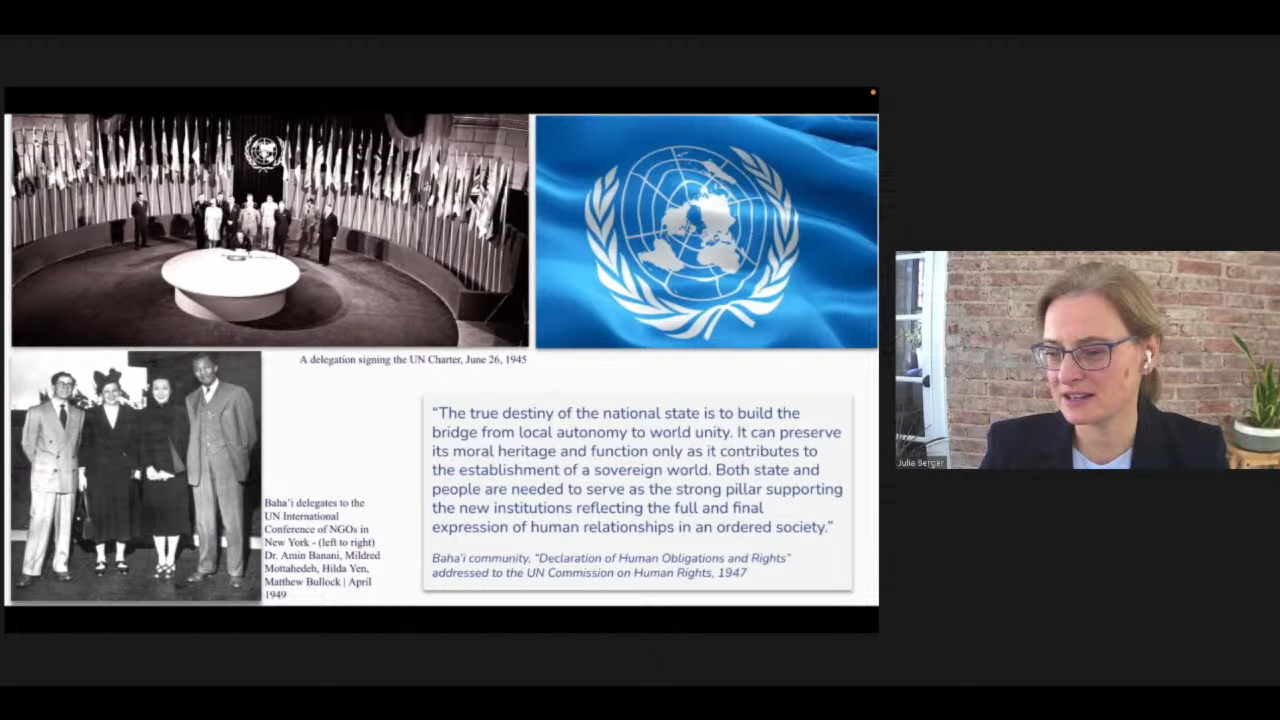 A delegation signing the UN Charter, June 26, 1945
Baha'i delegates to the
UN International
Conference of NGOs in
New York - (left to right)
Dr. Amin Banani, Mildred
Mottahedeh, Hilda Yen,
Matthew Bullock | April
1949
“The true destiny of the national state is to build the
bridge from local autonomy to world unity. It can preserve
its moral heritage and function only as it contributes to
the establishment of a sovereign world. Both state and
people are needed to serve as the strong pillar supporting
the new institutions reflecting the full and final
expression of human relationships in an ordered society.”
Baha'i community, “Declaration of Human Obligations and Rights”
addressed to the UN Commission on Human Rights, 1947
Julia Berger